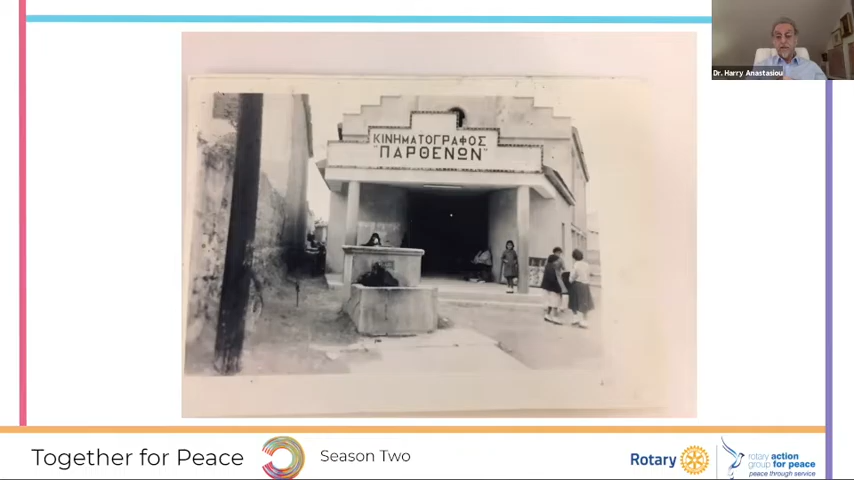 Dr. Harry Anastasiou
ΚΙΝΗΜΑΤΟΓΡΑΦΟΣ
"ΠΑΡΘΕΝΩΝ"
Together for Peace
Season Two
Rotary
rotary action
group for peace
peace through service